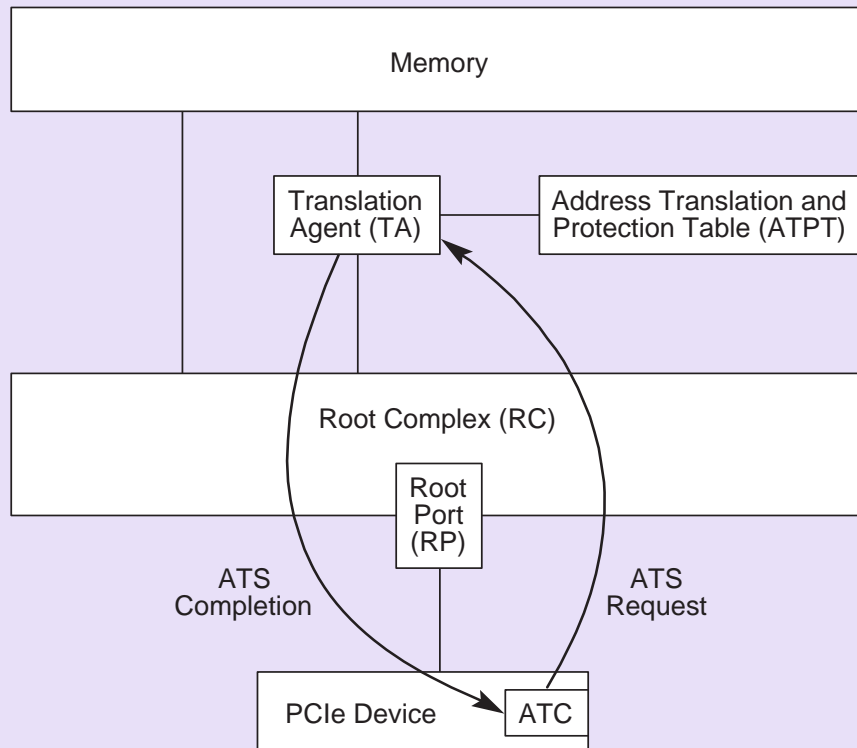 Memory
Translation
Agent (TA)
Address Translation and
Protection Table (ATPT)
Root Complex (RC)
Root
Port
(RP)
ATS
Completion
ATS
Request
PCIe Device
ATC